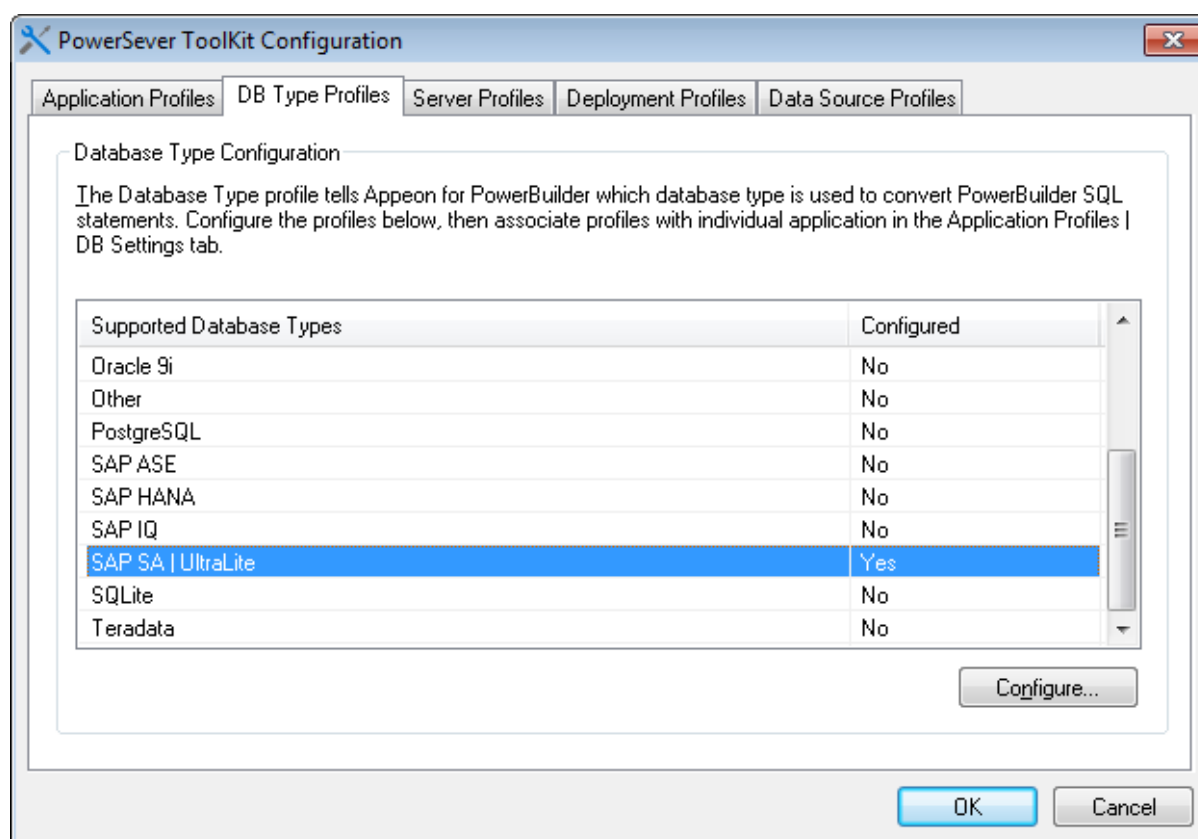 PowerSever ToolKit Configuration
Application Profiles DB Type Profiles Server Profiles Deployment Profiles Data Source Profiles
Database Type Configuration
The Database Type profile tells Appeon for PowerBuilder which database type is used to convert PowerBuilder SQL
statements. Configure the profiles below, then associate profiles with individual application in the Application Profiles |
DB Settings tab.
Supported Database Types Configured
Oracle 9i No
Other No
PostgreSQL No
SAP ASE No
SAP HANA No
SAP IQ No
SAP SA | UltraLite Yes
SQLite No
Teradata No
Configure...
OK Cancel